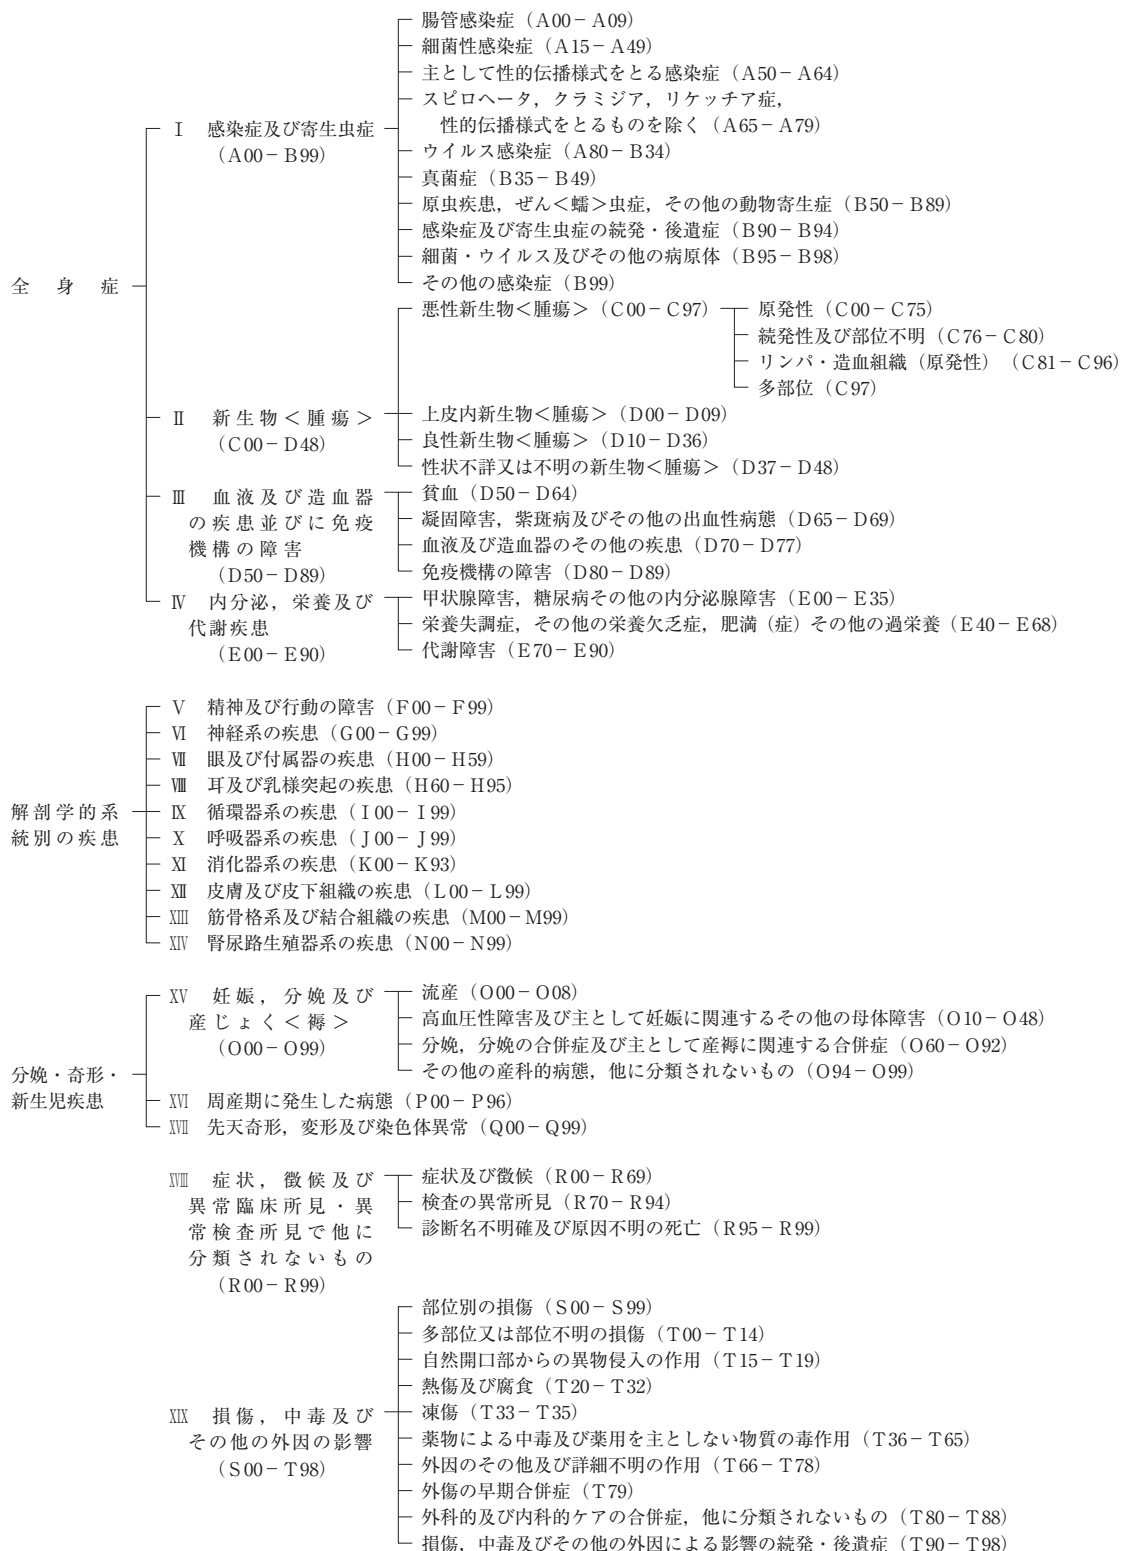 腸管感染症（A00－A09）
細菌性感染症（A15－A49）
主として性的伝播様式をとる感染症（A50－A64）
スピロヘータ，クラミジア，リケッチア症，
性的伝播様式をとるものを除く（A65－A79）
Ⅰ 感染症及び寄生虫症
（A00－B99）
ウイルス感染症（A80－B34）
真菌症（B35－B49）
原虫疾患，ぜん＜蠕＞虫症，その他の動物寄生症（B50－B89）
感染症及び寄生虫症の続発・後遺症（B90－B94）
細菌・ウイルス及びその他の病原体（B95－B98）
その他の感染症（B99）
全身症
悪性新生物＜腫瘍＞（C00－C97）
原発性（C00－C75）
続発性及び部位不明（C76－C80）
リンパ・造血組織（原発性）（C81－C96）
多部位（C97）
Ⅱ 新生物＜腫瘍＞
（C00－D48）
上皮内新生物＜腫瘍＞（D00－D09）
良性新生物＜腫瘍＞（D10－D36）
性状不詳又は不明の新生物＜腫瘍＞（D37－D48）
Ⅲ 血液及び造血器
の疾患並びに免疫
機構の障害
（D50－D89）
貧血（D50－D64）
凝固障害，紫斑病及びその他の出血性病態（D65－D69）
血液及び造血器のその他の疾患（D70－D77）
免疫機構の障害（D80－D89）
Ⅳ 内分泌，栄養及び
代謝疾患
（E00－E90）
甲状腺障害，糖尿病その他の内分泌腺障害（E00－E35）
栄養失調症，その他の栄養欠乏症，肥満（症）その他の過栄養（E40－E68）
代謝障害（E70－E90）
解剖学的系
統別の疾患
Ⅴ 精神及び行動の障害（F00－F99）
Ⅵ 神経系の疾患（G00－G99）
Ⅶ 眼及び付属器の疾患（H00－H59）
Ⅷ 耳及び乳様突起の疾患（H60－H95）
Ⅸ 循環器系の疾患（I00－I99）
Ⅹ 呼吸器系の疾患（J00－J99）
Ⅺ 消化器系の疾患（K00－K93）
Ⅻ 皮膚及び皮下組織の疾患（L00－L99）
XIII 筋骨格系及び結合組織の疾患（M00－M99）
XIV 腎尿路生殖器系の疾患（N00－N99）
分娩・奇形・
新生児疾患
XV 妊娠，分娩及び
産じょく＜褥＞
（O00－O99）
流産（O00－O08）
高血圧性障害及び主として妊娠に関連するその他の母体障害（O10－O48）
分娩，分娩の合併症及び主として産褥に関連する合併症（O60－O92）
その他の産科的病態，他に分類されないもの（O94－O99）
XVI 周産期に発生した病態（P00－P96）
XVII 先天奇形，変形及び染色体異常（Q00－Q99）
XVIII 症状，徴候及び
異常臨床所見・異
常検査所見で他に
分類されないもの
（R00－R99）
症状及び徴候（R00－R69）
検査の異常所見（R70－R94）
診断名不明確及び原因不明の死亡（R95－R99）
XIX 損傷，中毒及び
その他の外因の影響
（S00－T98）
部位別の損傷（S00－S99）
多部位又は部位不明の損傷（T00－T14）
自然開口部からの異物侵入の作用（T15－T19）
熱傷及び腐食（T20－T32）
凍傷（T33－T35）
薬物による中毒及び薬用を主としない物質の毒作用（T36－T65）
外因のその他及び詳細不明の作用（T66－T78）
外傷の早期合併症（T79）
外科的及び内科的ケアの合併症，他に分類されないもの（T80－T88）
損傷，中毒及びその他の外因による影響の続発・後遺症（T90－T98）